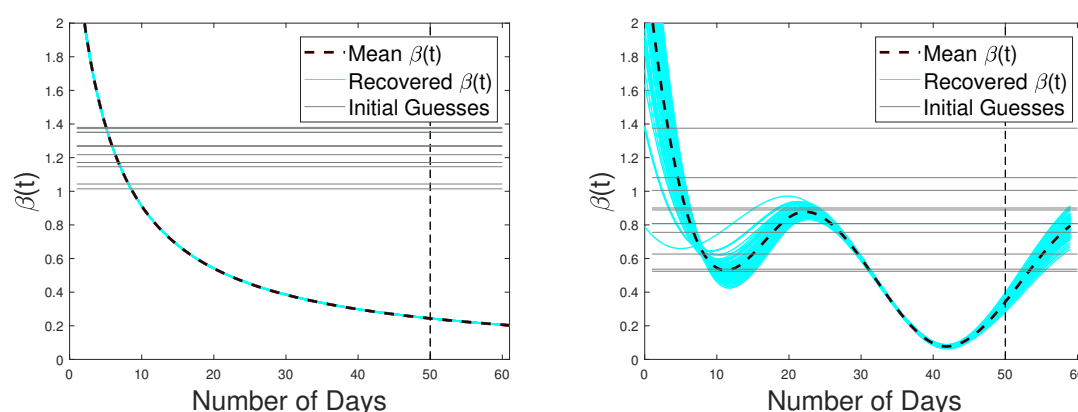 2
1.8
1.6
1.4
1.2
1
0.8
0.6
0.4
0.2
0
β(t)
Mean β(t)
Recovered β(t)
Initial Guesses
0 10 20 30 40 50 60
Number of Days
2
1.8
1.6
1.4
1.2
1
0.8
0.6
0.4
0.2
0
β(t)
Mean β(t)
Recovered β(t)
Initial Guesses
0 10 20 30 40 50 60
Number of Days